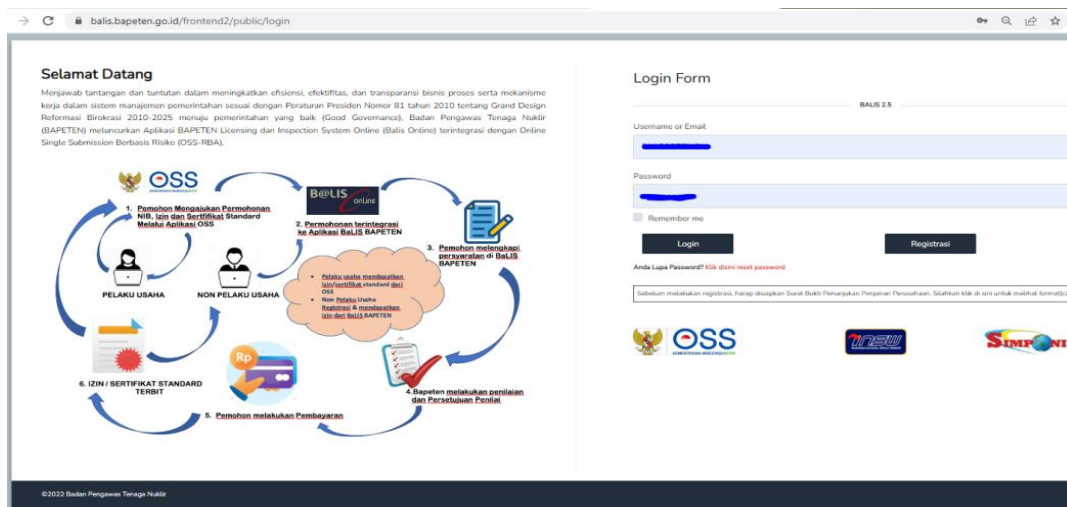 balis.bapeten.go.id/frontend2/public/login
Selamat Datang
Menjawab tantangan dan tuntutan dalam meningkatkan efisiensi, efektifitas, dan transparansi bisnis proses serta mekanisme
kerja dalam sistem manajemen pemerintahan sesuai dengan Peraturan Presiden Nomor 81 tahun 2010 tentang Grand Design
Reformasi Birokrasi 2010-2025 menuju pemerintahan yang baik (Good Governance), Badan Pengawas Tenaga Nuklir
(BAPETEN) meluncurkan Aplikasi BAPETEN Licensing dan Inspection System Online (Balis Online) terintegrasi dengan Online
Single Submission Berbasis Risiko (OSS-RBA).
OSS
1. Pemohon Mengajukan Permohonan
NIB, Izin dan Sertfifikat Standard
Melalui Aplikasi OSS
B@LIS
online
2. Permohonan terintegrasi
ke Aplikasi BaLIS BAPETEN
3. Pemohon melengkapi
persyaratan di BaLIS
BAPETEN
PELAKU USAHA
NON PELAKU USAHA
• Pelaku usaha mendapatkan
izin/sertifikat standard dari
OSS
• Non Pelaku Usaha
Registrasi & mendapatkan
izin dari BaLIS BAPETEN
Rp
4.Bapeten melakukan penilaian
dan Persetujuan Penilai
5. Pemohon melakukan Pembayaran
6. IZIN / SERTIFIKAT STANDARD
TERBIT
Login Form
BALIS 2.5
Username or Email
Password
Remember me
Login
Registrasi
Anda Lupa Password? Klik disini reset password
Sebelum melakukan registrasi, harap disiapkan Surat Bukti Penunjukan Pimpinan Perusahaan. Silahkan klik di sini untuk melihat format
OSS
INSW
SIMPONI
©2022 Badan Pengawas Tenaga Nuklir